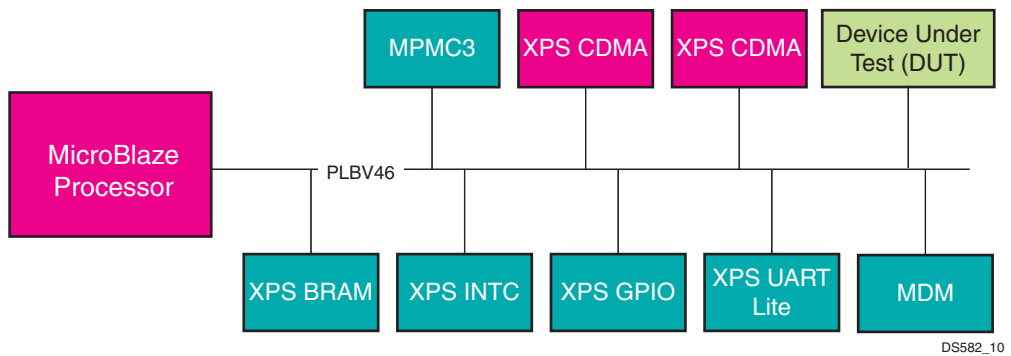 MPMC3
XPS CDMA
XPS CDMA
Device Under
Test (DUT)
MicroBlaze
Processor
PLBV46
XPS BRAM
XPS INTC
XPS GPIO
XPS UART
Lite
MDM
DS582_10